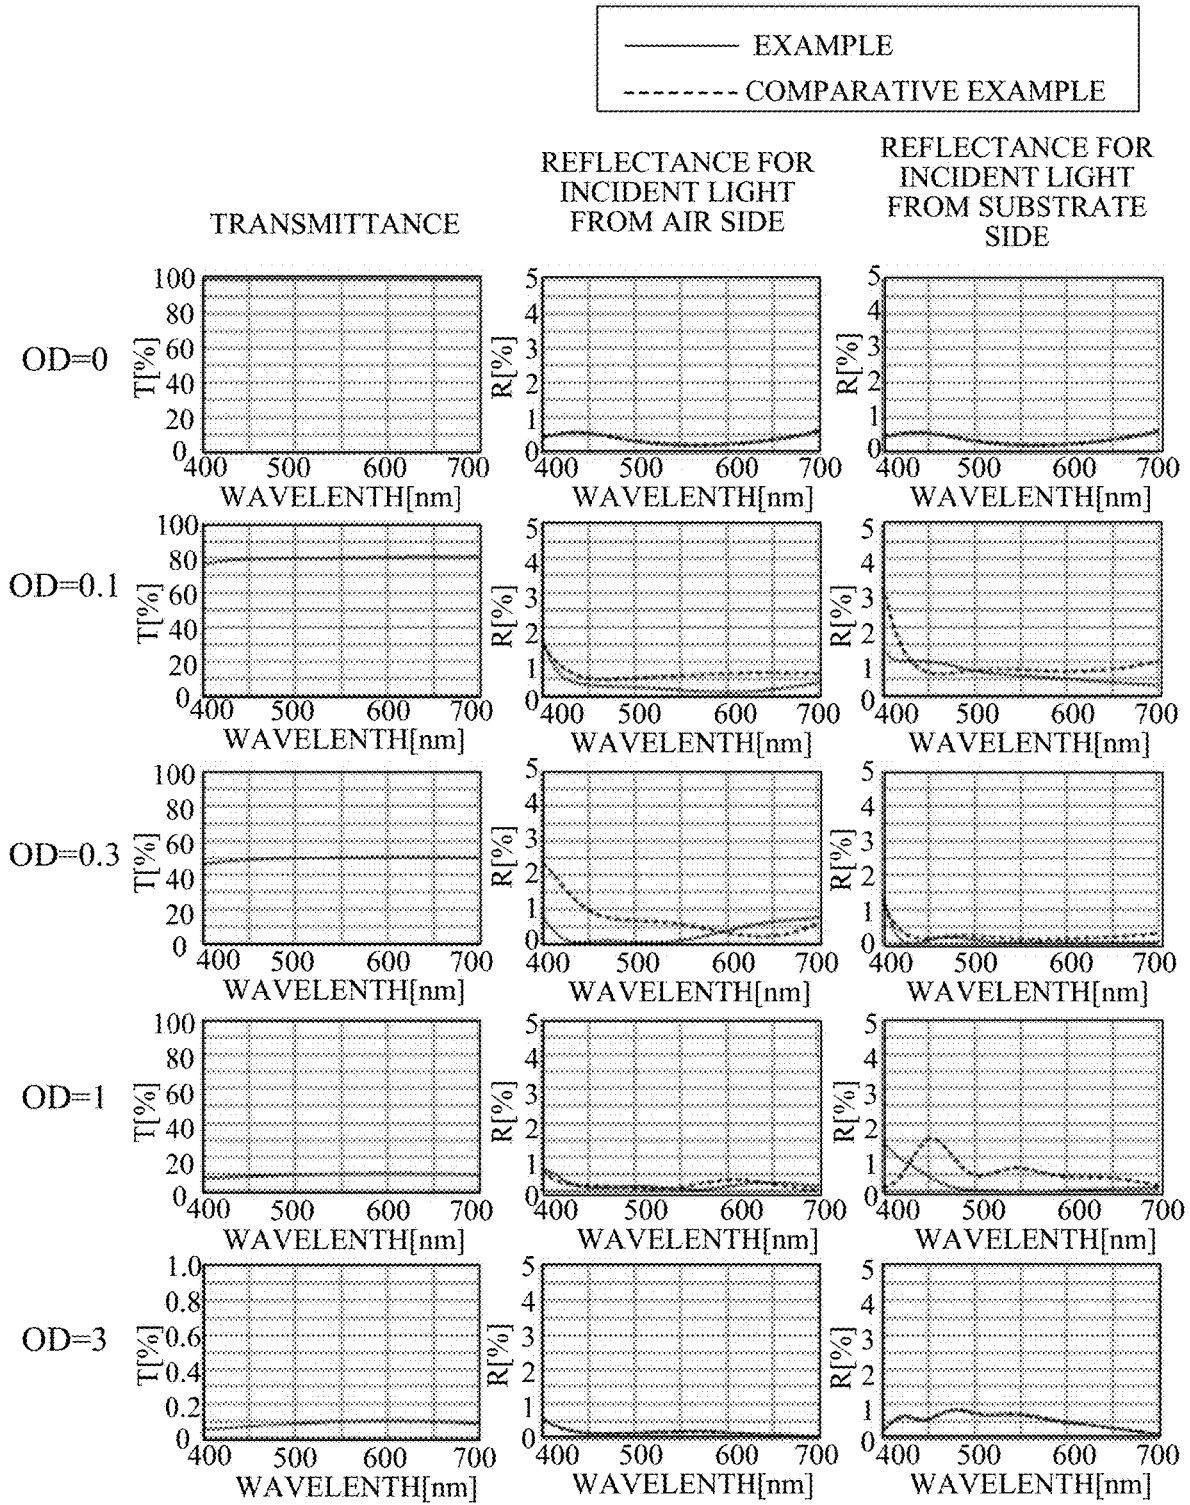 EXAMPLE
COMPARATIVE EXAMPLE
TRANSMITTANCE
REFLECTANCE FOR
INCIDENT LIGHT
FROM AIR SIDE
REFLECTANCE FOR
INCIDENT LIGHT
FROM SUBSTRATE
SIDE
OD=0
T[%]
100
80
60
40
20
0
400 500 600 700
WAVELENTH[nm]
R[%]
5
4
3
2
1
0
400 500 600 700
WAVELENTH[nm]
R[%]
5
4
3
2
1
0
400 500 600 700
WAVELENTH[nm]
OD=0.1
T[%]
100
80
60
40
20
0
400 500 600 700
WAVELENTH[nm]
R[%]
5
4
3
2
1
0
400 500 600 700
WAVELENTH[nm]
R[%]
5
4
3
2
1
0
400 500 600 700
WAVELENTH[nm]
OD=0.3
T[%]
100
80
60
40
20
0
400 500 600 700
WAVELENTH[nm]
R[%]
5
4
3
2
1
0
400 500 600 700
WAVELENTH[nm]
R[%]
5
4
3
2
1
0
400 500 600 700
WAVELENTH[nm]
OD=1
T[%]
100
80
60
40
20
0
400 500 600 700
WAVELENTH[nm]
R[%]
5
4
3
2
1
0
400 500 600 700
WAVELENTH[nm]
R[%]
5
4
3
2
1
0
400 500 600 700
WAVELENTH[nm]
OD=3
T[%]
1.0
0.8
0.6
0.4
0.2
0
400 500 600 700
WAVELENTH[nm]
R[%]
5
4
3
2
1
0
400 500 600 700
WAVELENTH[nm]
R[%]
5
4
3
2
1
0
400 500 600 700
WAVELENTH[nm]